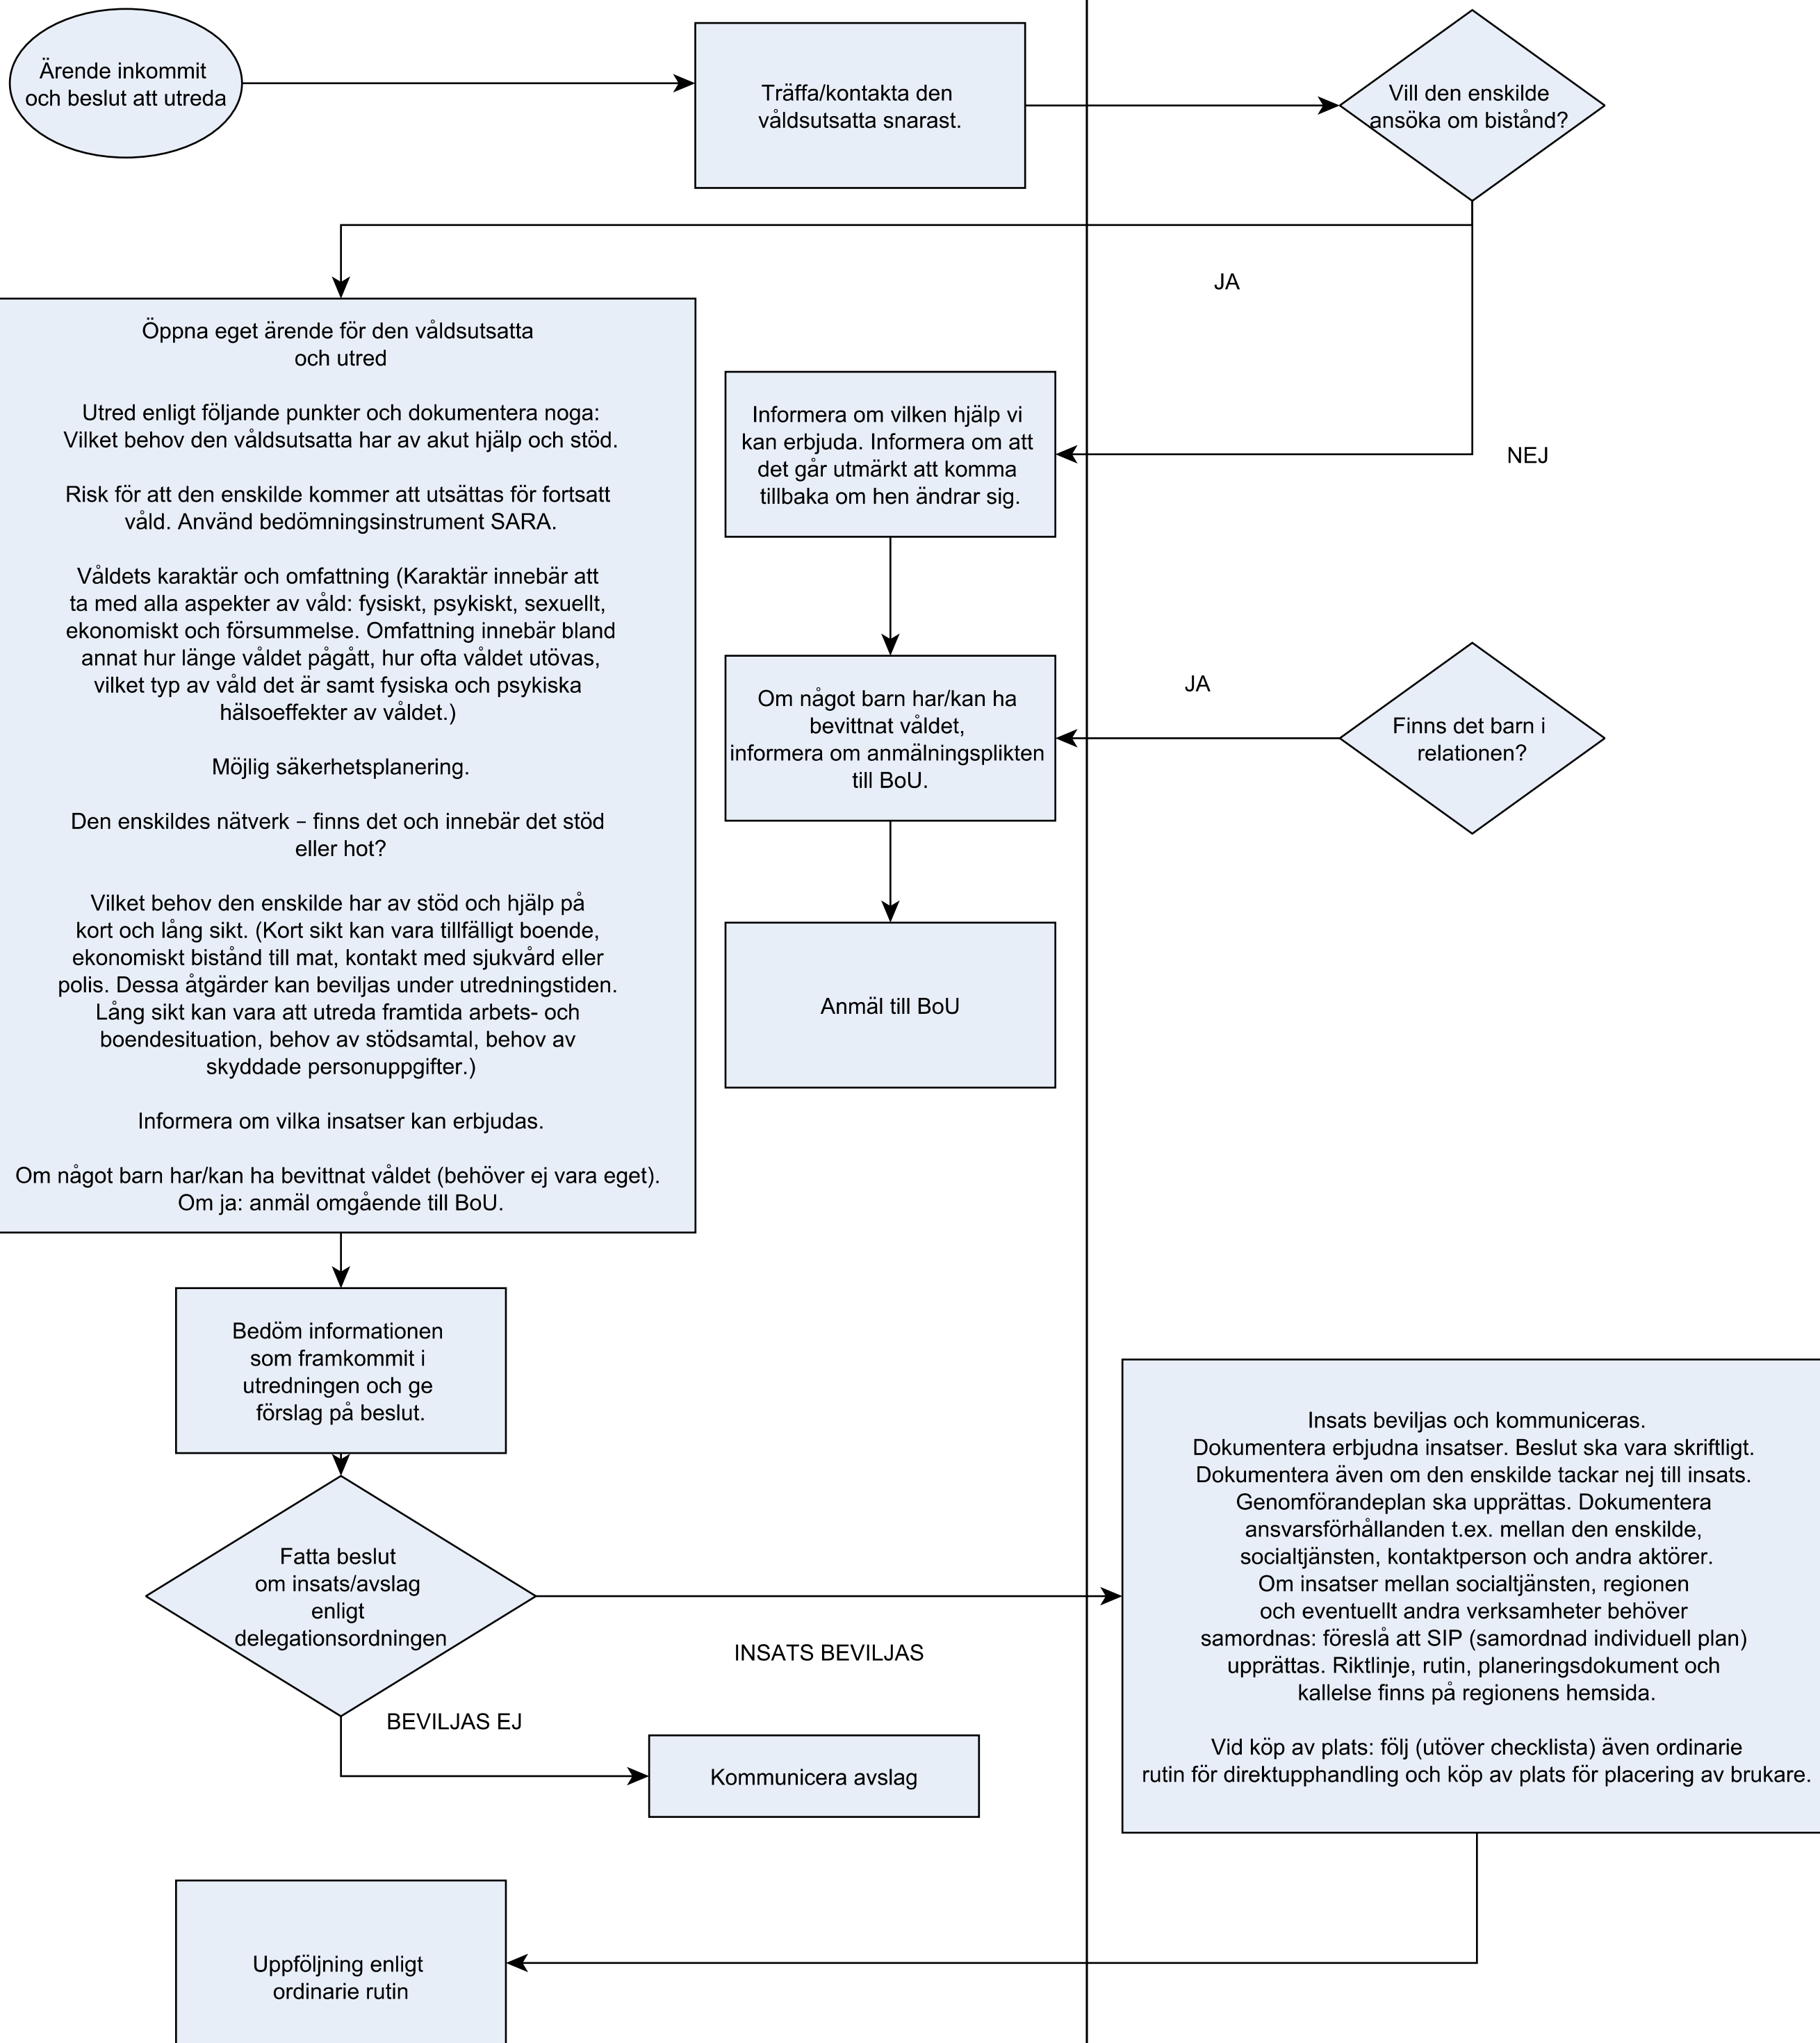 Ärende inkommit
och beslut att utreda
Träffa/kontakta den
våldsutsatta snarast.
Vill den enskilde
ansöka om bistånd?
JA
NEJ
Öppna eget ärende för den våldsutsatta
och utred
Utred enligt följande punkter och dokumentera noga:
Vilket behov den våldsutsatta har av akut hjälp och stöd.
Risk för att den enskilde kommer att utsättas för fortsatt
våld. Använd bedömningsinstrument SARA.
Våldets karaktär och omfattning (Karaktär innebär att
ta med alla aspekter av våld: fysiskt, psykiskt, sexuellt,
ekonomiskt och försummelse. Omfattning innebär bland
annat hur länge våldet pågått, hur ofta våldet utövas,
vilket typ av våld det är samt fysiska och psykiska
hälsoeffekter av våldet.)
Möjlig säkerhetsplanering.
Den enskildes nätverk – finns det och innebär det stöd
eller hot?
Vilket behov den enskilde har av stöd och hjälp på
kort och lång sikt. (Kort sikt kan vara tillfälligt boende,
ekonomiskt bistånd till mat, kontakt med sjukvård eller
polis. Dessa åtgärder kan beviljas under utredningstiden.
Lång sikt kan vara att utreda framtida arbets- och
boendesituation, behov av stödsamtal, behov av
skyddade personuppgifter.)
Informera om vilka insatser kan erbjudas.
Om något barn har/kan ha bevittnat våldet (behöver ej vara eget).
Om ja: anmäl omgående till BoU.
Informera om vilken hjälp vi
kan erbjuda. Informera om att
det går utmärkt att komma
tillbaka om hen ändrar sig.
Om något barn har/kan ha
bevittnat våldet,
informera om anmälningsplikten
till BoU.
JA
Finns det barn i
relationen?
Anmäl till BoU
Bedöm informationen
som framkommit i
utredningen och ge
förslag på beslut.
Fatta beslut
om insats/avslag
enligt
delegationsordningen
INSATS BEVILJAS
BEVILJAS EJ
Kommunicera avslag
Insats beviljas och kommuniceras.
Dokumentera erbjudna insatser. Beslut ska vara skriftligt.
Dokumentera även om den enskilde tackar nej till insats.
Genomförandeplan ska upprättas. Dokumentera
ansvarsförhållanden t.ex. mellan den enskilde,
socialtjänsten, kontaktperson och andra aktörer.
Om insatser mellan socialtjänsten, regionen
och eventuellt andra verksamheter behöver
samordnas: föreslå att SIP (samordnad individuell plan)
upprättas. Riktlinje, rutin, planeringsdokument och
kallelse finns på regionens hemsida.
Vid köp av plats: följ (utöver checklista) även ordinarie
rutin för direktupphandling och köp av plats för placering av brukare.
Uppföljning enligt
ordinarie rutin